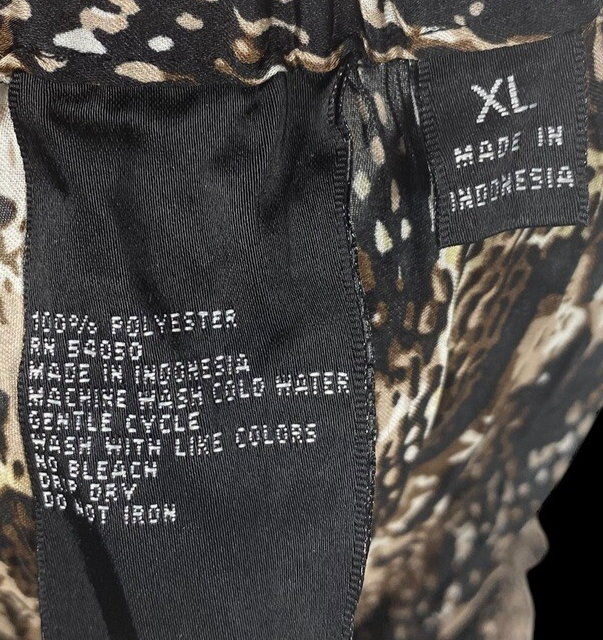 XL
MADE IN
INDONESIA
100% POLYESTER
RN 54050
MADE IN INDONESIA
MACHINE WASH COLD WATER
GENTLE CYCLE
WASH WITH LIKE COLORS
NO BLEACH
DRIP DRY
DO NOT IRON